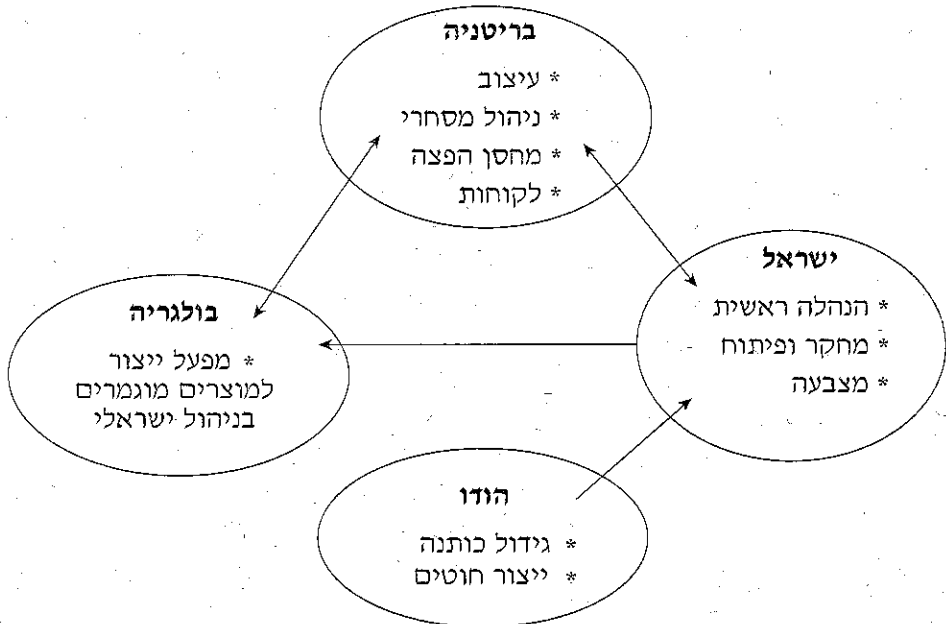 בריטניה
* עיצוב
* ניהול מסחרי
* מחסן הפצה
* לקוחות
ישראל
* הנהלה ראשית
* מחקר ופיתוח
* מצבעה
בולגריה
* מפעל ייצור
למוצרים מוגמרים
בניהול ישראלי
הודו
* גידול כותנה
* ייצור חוטים